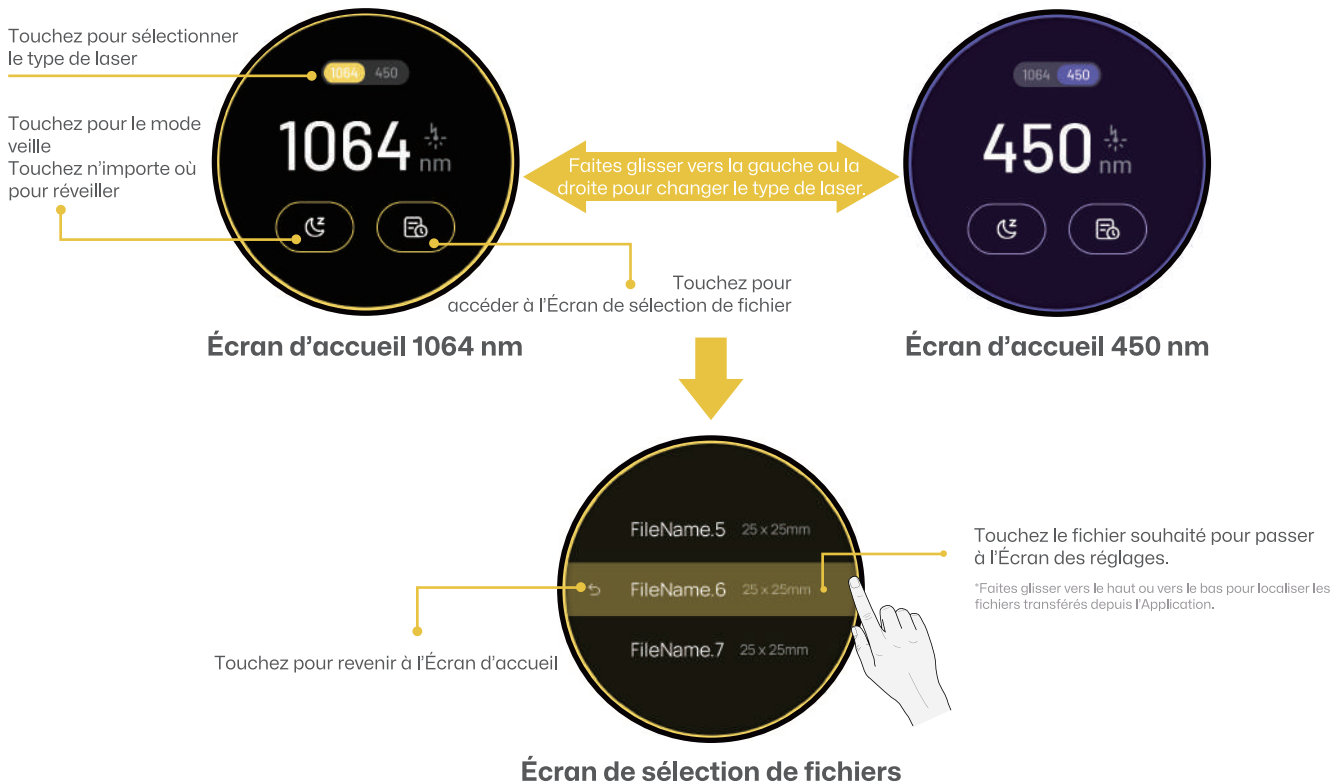 Touchez pour sélectionner
le type de laser
Touchez pour le mode
veille
Touchez n'importe où
pour réveiller
1064 450
1064 nm
Faites glisser vers la gauche ou la
droite pour changer le type de laser.
1064 450
450 nm
Touchez pour
accéder à l'Écran de sélection de fichier
Écran d'accueil 1064 nm
Écran d'accueil 450 nm
FileName.5 25 x 25mm
FileName.6 25 x 25mm
FileName.7 25 x 25mm
Touchez le fichier souhaité pour passer
à l'Écran des réglages.
*Faites glisser vers le haut ou vers le bas pour localiser les
fichiers transférés depuis l'Application.
Touchez pour revenir à l'Écran d'accueil
Écran de sélection de fichiers